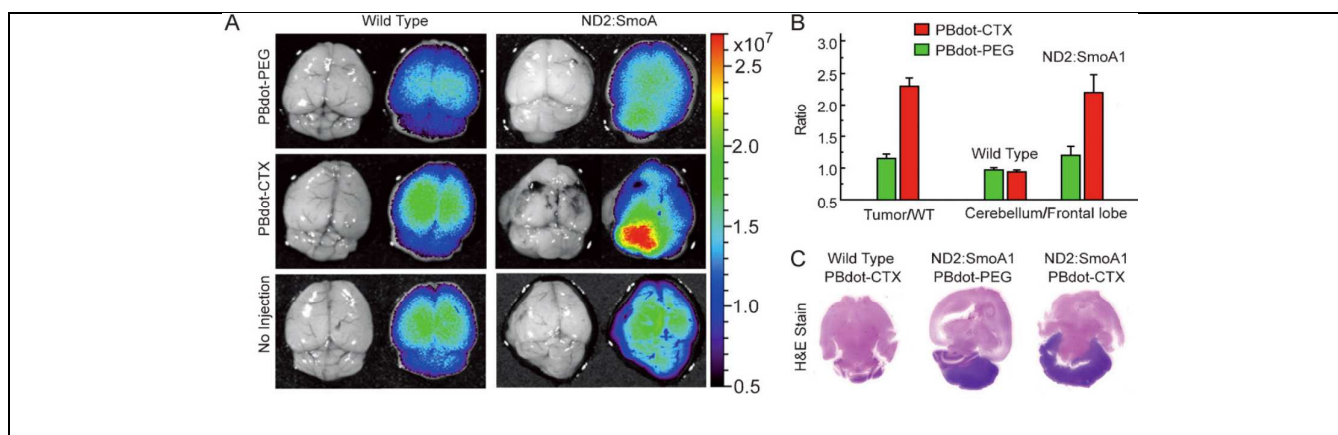 A
Wild Type
ND2:SmoA
PBdot-PEG
PBdot-CTX
No Injection
x10⁷
2.5
2.0
1.5
1.0
0.5
B
PBdot-CTX
PBdot-PEG
ND2:SmoA1
Wild Type
Ratio
3.0
2.5
2.0
1.5
1.0
0.5
Tumor/WT
Cerebellum/Frontal lobe
C
Wild Type
PBdot-CTX
ND2:SmoA1
PBdot-PEG
ND2:SmoA1
PBdot-CTX
H&E Stain